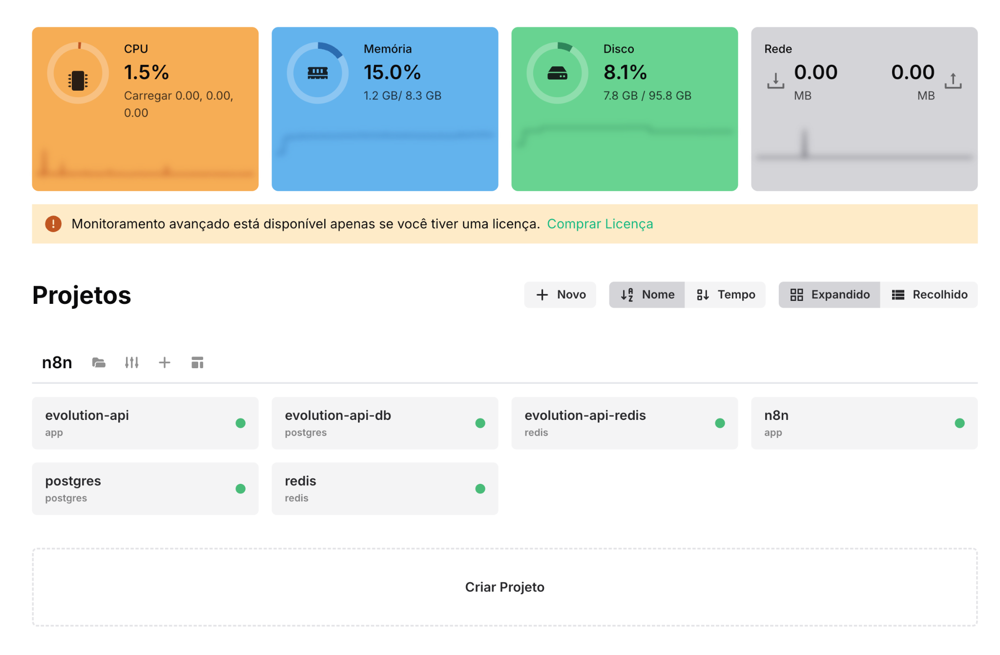 CPU
1.5%
Carregar 0.00, 0.00,
0.00
Memória
15.0%
1.2 GB/ 8.3 GB
Disco
8.1%
7.8 GB / 95.8 GB
Rede
0.00
MB
0.00
MB
Monitoramento avançado está disponível apenas se você tiver uma licença. Comprar Licença
Projetos
Novo
Nome
Tempo
Expandido
Recolhido
n8n
evolution-api
app
evolution-api-db
postgres
evolution-api-redis
redis
n8n
app
postgres
postgres
redis
redis
Criar Projeto